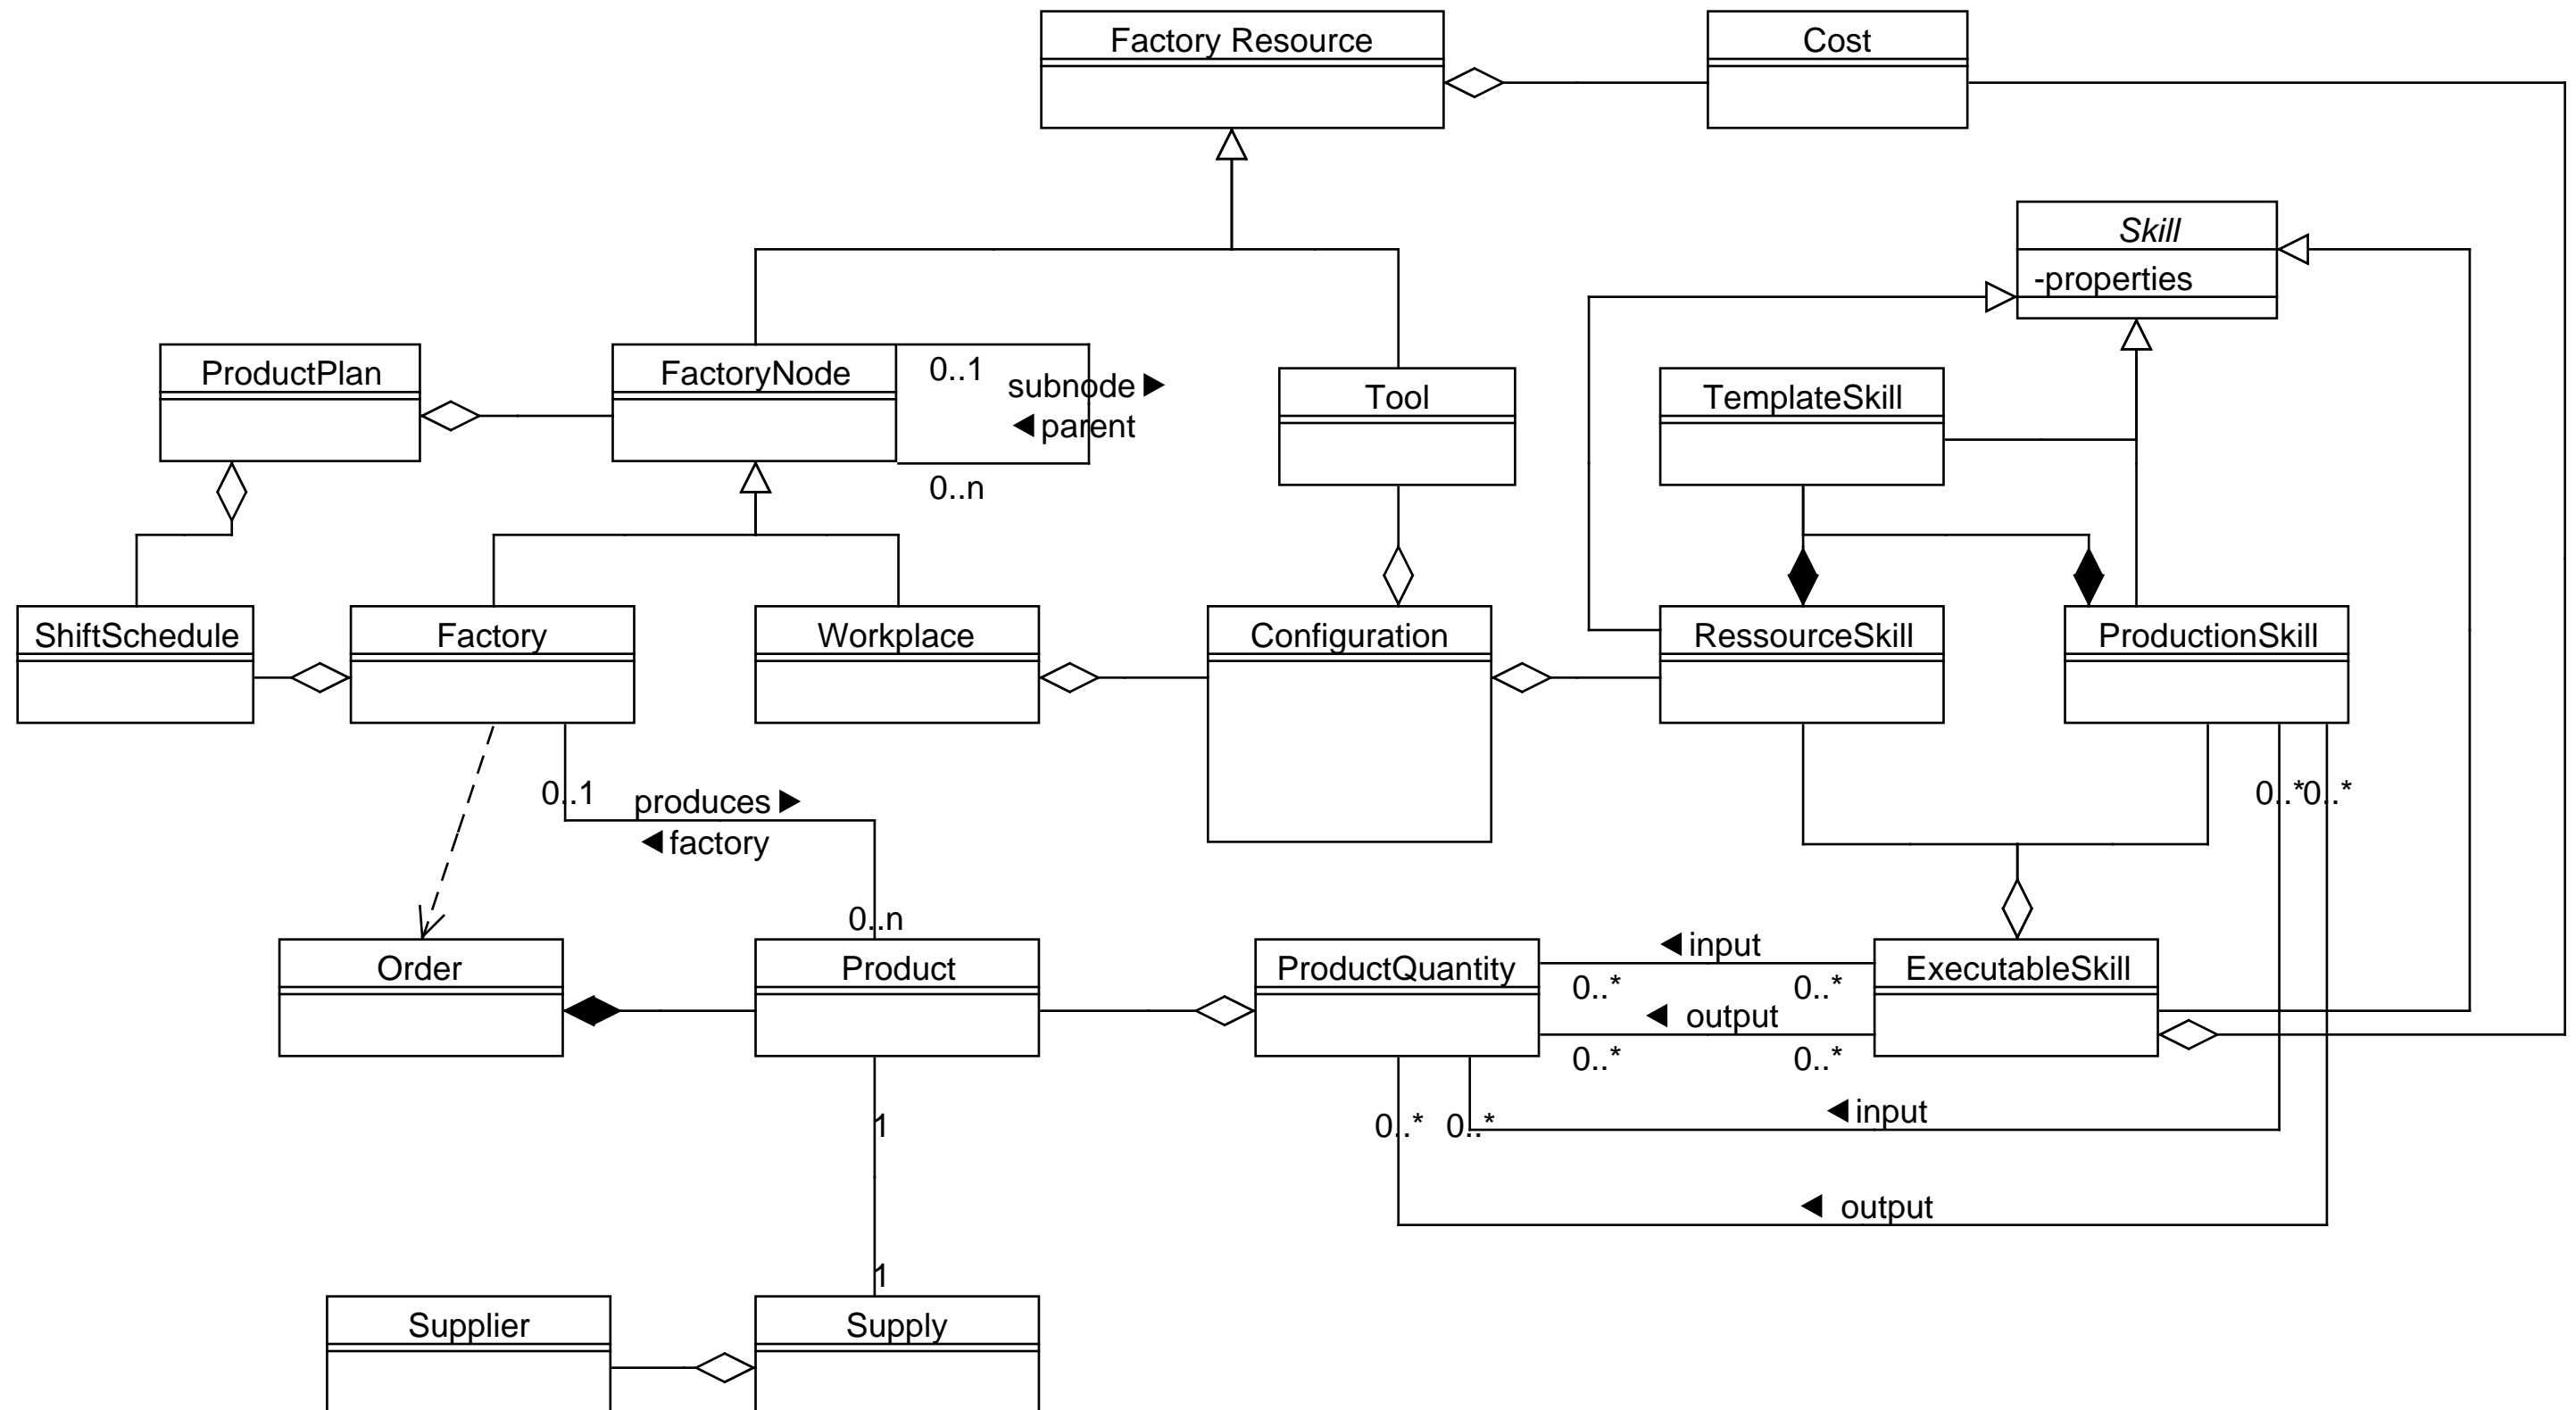 Factory Resource
Cost
Skill
-properties
ProductPlan
FactoryNode
0..1
subnode ▶
◀ parent
0..n
Tool
TemplateSkill
ShiftSchedule
Factory
Workplace
Configuration
RessourceSkill
ProductionSkill
0..1
produces ▶
◀ factory
0..n
0..*
0..*
Order
Product
ProductQuantity
◀ input
0..*
0..*
◀ output
0..*
0..*
ExecutableSkill
1
0..*
0..*
◀ input
◀ output
1
Supplier
Supply